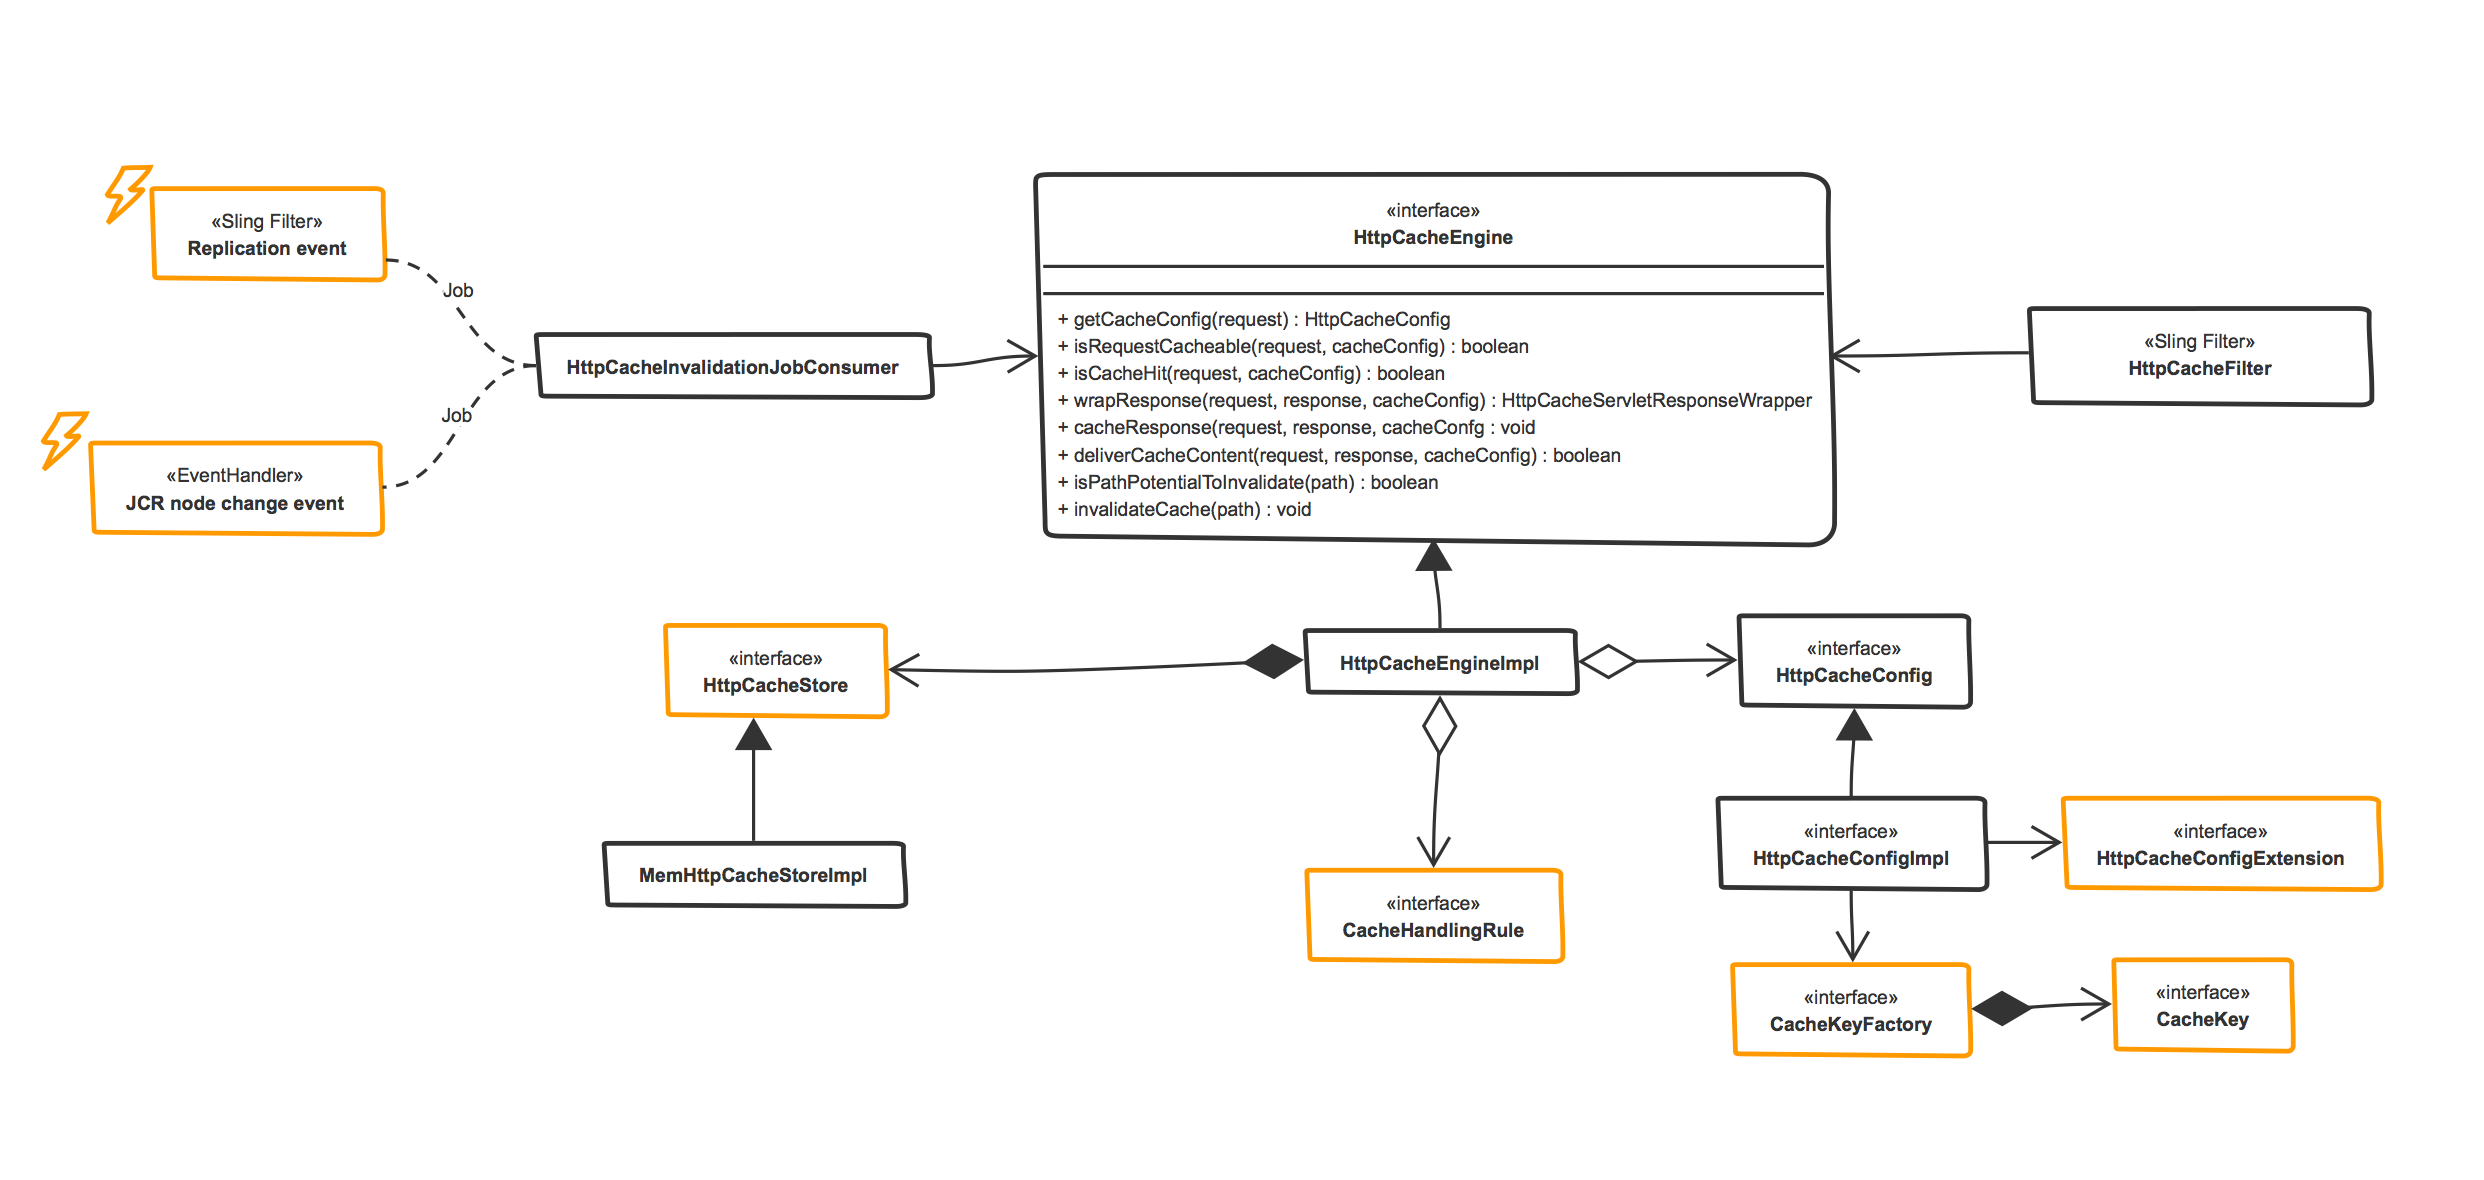 «Sling Filter»
Replication event
Job
«EventHandler»
JCR node change event
Job
HttpCacheInvalidationJobConsumer
«interface»
HttpCacheEngine
+ getCacheConfig(request) : HttpCacheConfig
+ isRequestCacheable(request, cacheConfig) : boolean
+ isCacheHit(request, cacheConfig) : boolean
+ wrapResponse(request, response, cacheConfig) : HttpCacheServletResponseWrapper
+ cacheResponse(request, response, cacheConfg : void
+ deliverCacheContent(request, response, cacheConfig) : boolean
+ isPathPotentialToInvalidate(path) : boolean
+ invalidateCache(path) : void
«Sling Filter»
HttpCacheFilter
«interface»
HttpCacheStore
HttpCacheEngineImpl
«interface»
HttpCacheConfig
MemHttpCacheStoreImpl
«interface»
CacheHandlingRule
«interface»
HttpCacheConfigImpl
«interface»
HttpCacheConfigExtension
«interface»
CacheKeyFactory
«interface»
CacheKey